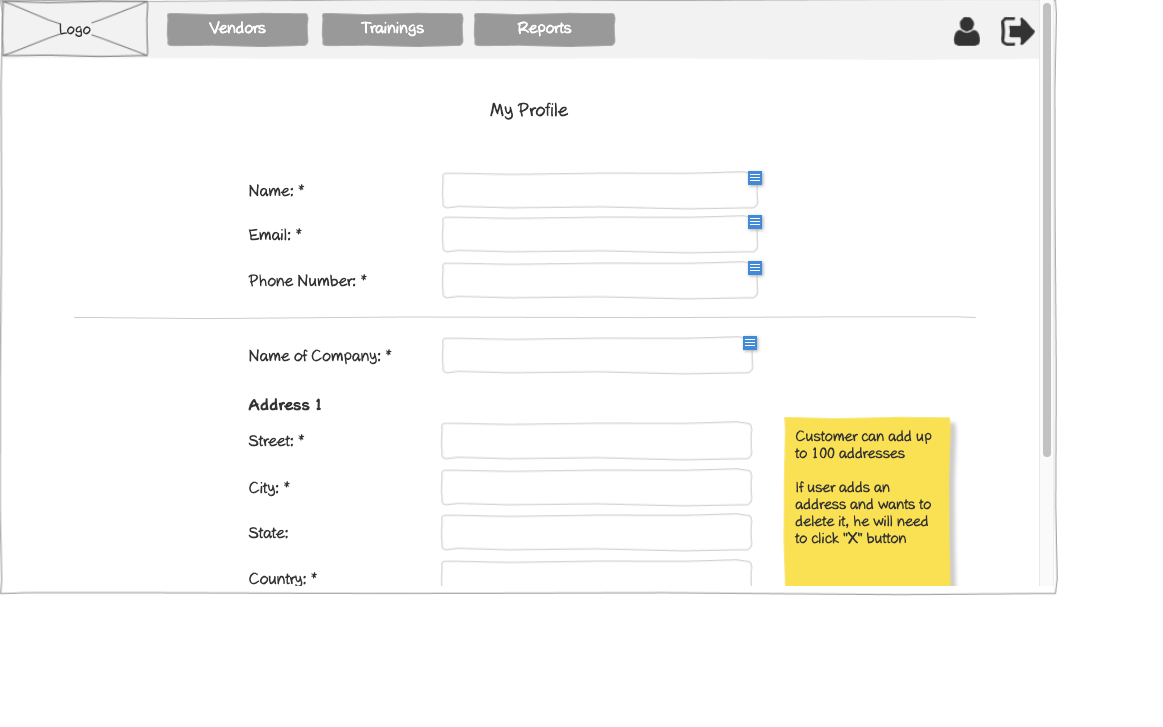 Logo
Vendors
Trainings
Reports
My Profile
Name: *
Email: *
Phone Number: *
Name of Company: *
Address 1
Street: *
City: *
State:
Country: *
Customer can add up
to 100 addresses
If user adds an
address and wants to
delete it, he will need
to click "X" button